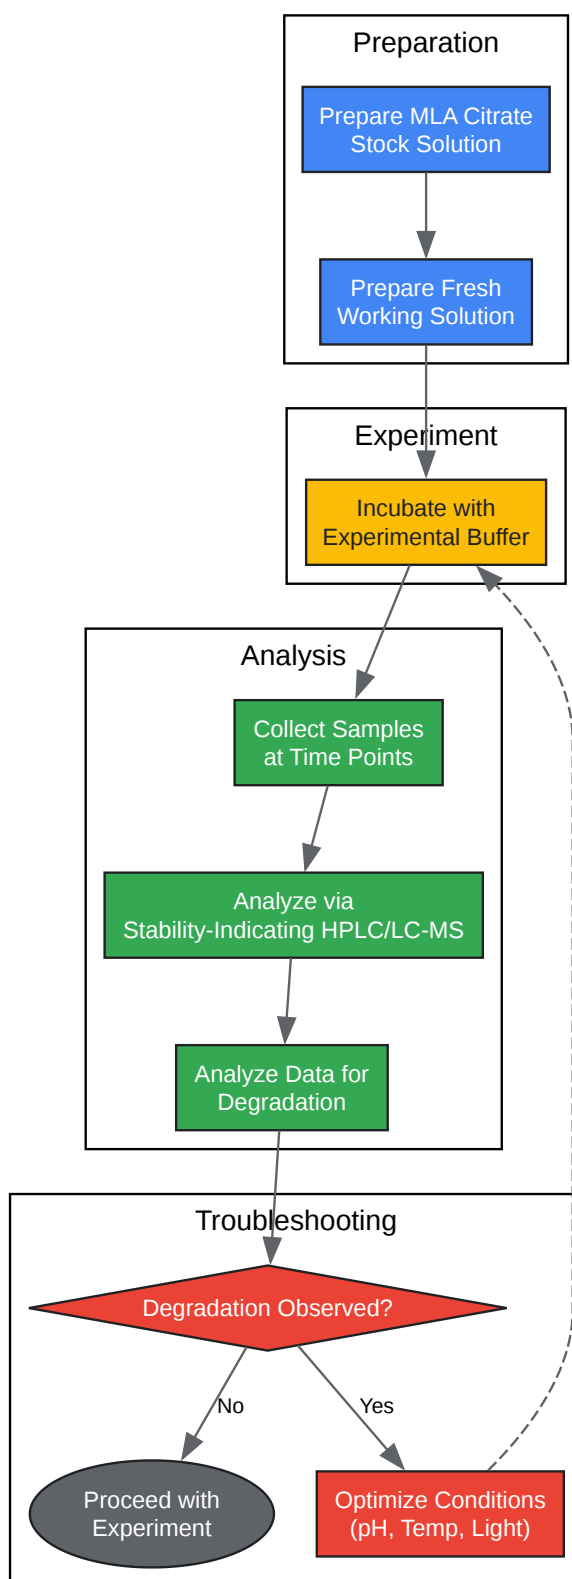 Preparation
Prepare MLA Citrate
Stock Solution
Prepare Fresh
Working Solution
Experiment
Incubate with
Experimental Buffer
Analysis
Collect Samples
at Time Points
Analyze via
Stability-Indicating HPLC/LC-MS
Analyze Data for
Degradation
Troubleshooting
Degradation Observed?
No
Yes
Proceed with
Experiment
Optimize Conditions
(pH, Temp, Light)